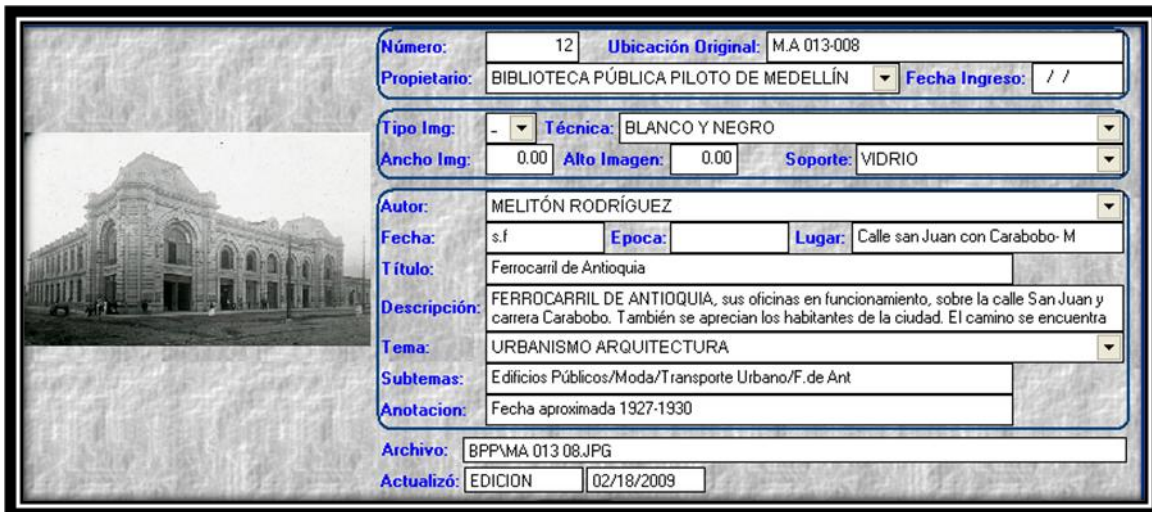 Número: 12 Ubicación Original: M.A 013-008
Propietario: BIBLIOTECA PÚBLICA PILOTO DE MEDELLÍN Fecha Ingreso: / /
Tipo Img: - Técnica: BLANCO Y NEGRO
Ancho Img: 0.00 Alto Imagen: 0.00 Soporte: VIDRIO
Autor: MELITÓN RODRÍGUEZ
Fecha: s.f Epoca: Lugar: Calle san Juan con Carabobo- M
Título: Ferrocarril de Antioquia
Descripción: FERROCARRIL DE ANTIOQUIA, sus oficinas en funcionamiento, sobre la calle San Juan y
carrera Carabobo. También se aprecian los habitantes de la ciudad. El camino se encuentra
Tema: URBANISMO ARQUITECTURA
Subtemas: Edificios Públicos/Moda/Transporte Urbano/F.de Ant
Anotacion: Fecha aproximada 1927-1930
Archivo: BPP\MA 013 08.JPG
Actualizó: EDICION 02/18/2009